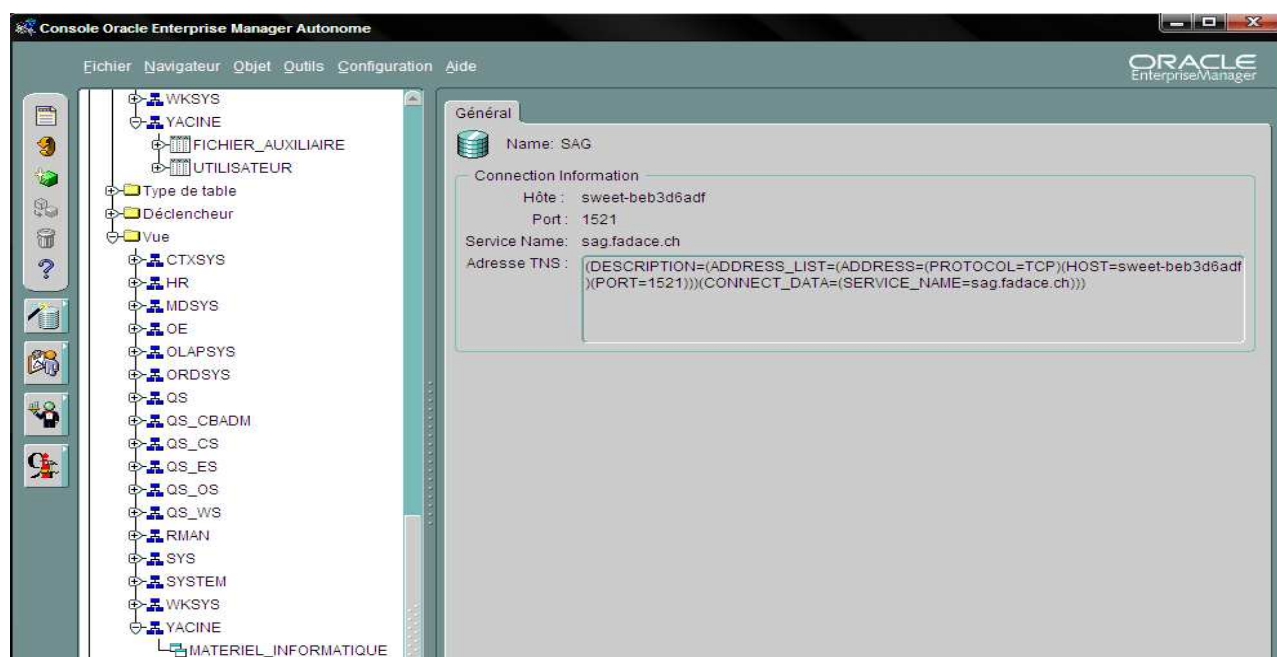 Console Oracle Enterprise Manager Autonome
Fichier Navigateur Objet Outils Configuration Aide
ORACLE
EnterpriseManager
WKSYS
YACINE
FICHIER_AUXILIAIRE
UTILISATEUR
Type de table
Déclencheur
Vue
CTXSYS
HR
MDSYS
OE
OLAPSYS
ORDSYS
QS
QS_CBADM
QS_CS
QS_ES
QS_OS
QS_WS
RMAN
SYS
SYSTEM
WKSYS
YACINE
MATERIEL_INFORMATIQUE
Général
Name: SAG
Connection Information
Hôte : sweet-beb3d6adf
Port : 1521
Service Name: sag.fadace.ch
Adresse TNS : (DESCRIPTION=(ADDRESS_LIST=(ADDRESS=(PROTOCOL=TCP)(HOST=sweet-beb3d6adf
)(PORT=1521)))(CONNECT_DATA=(SERVICE_NAME=sag.fadace.ch)))